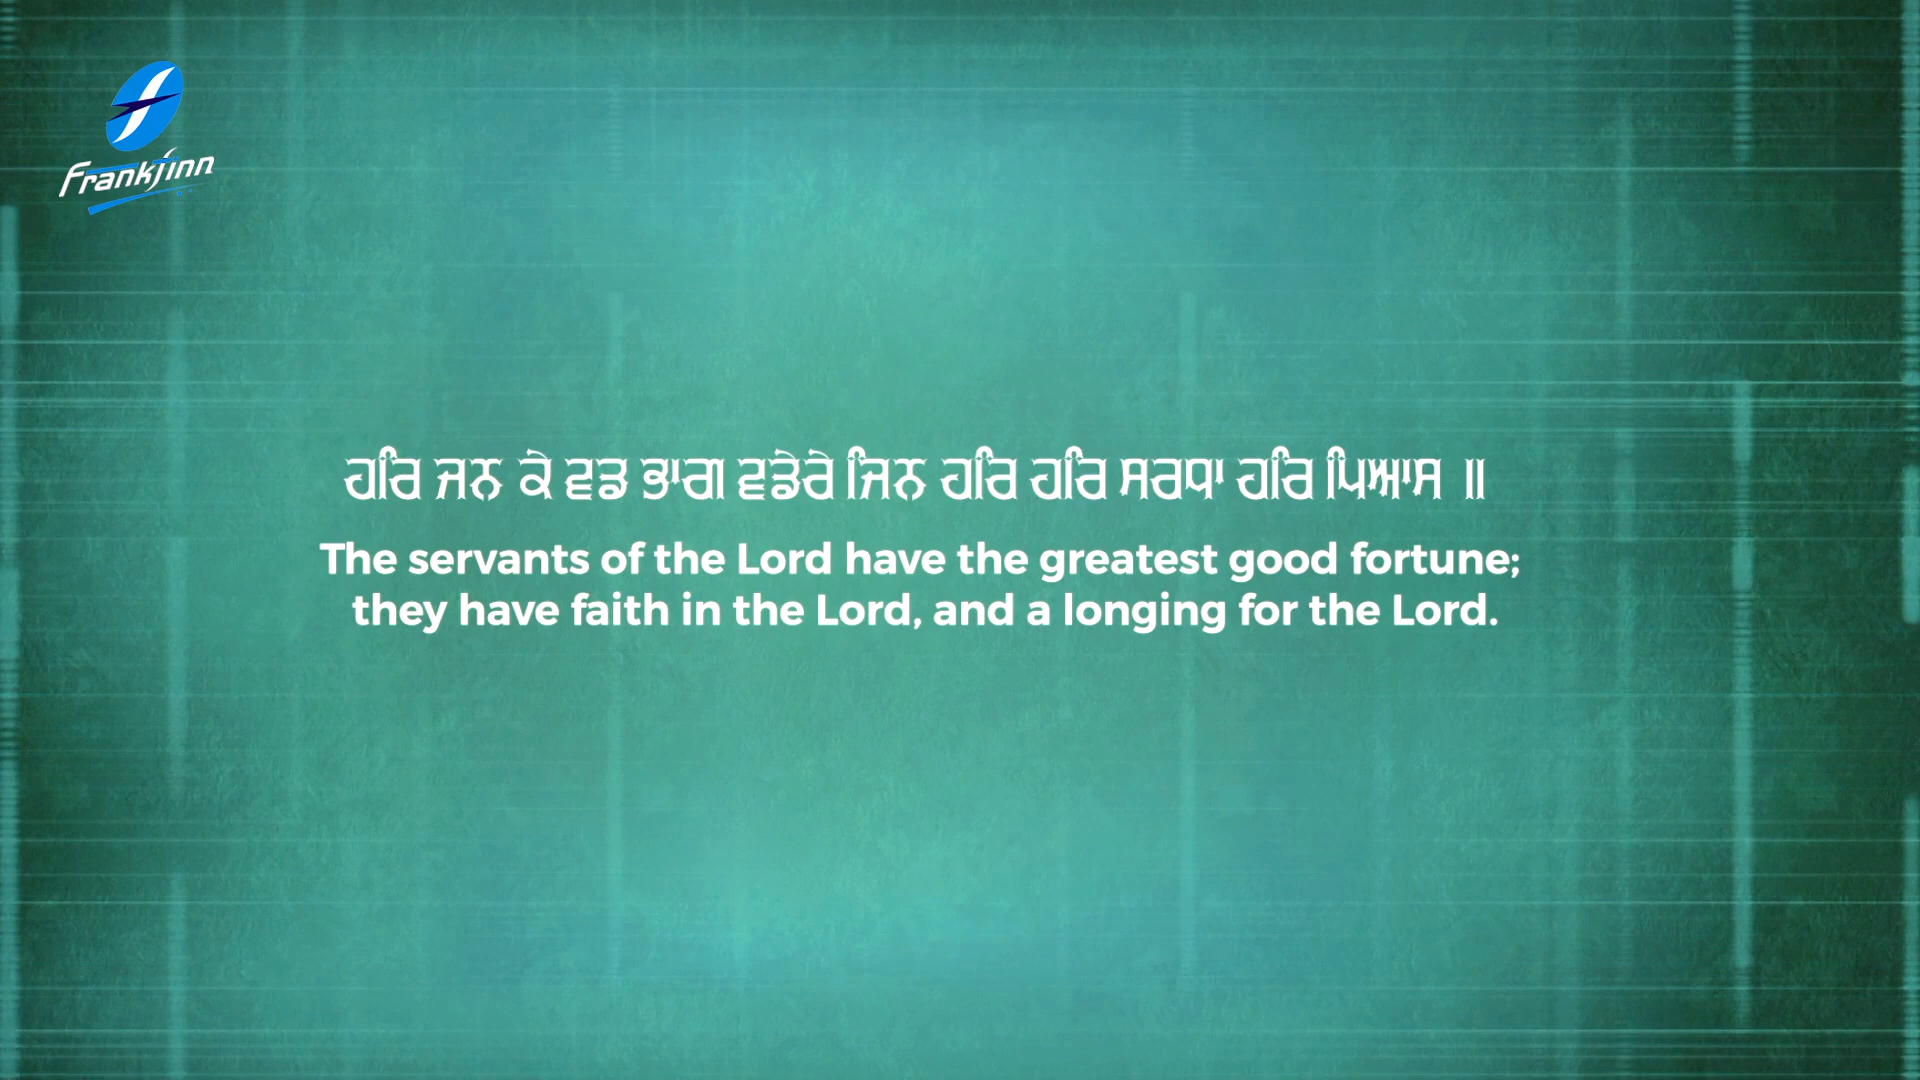 Frankfinn
ਹਰਿ ਜਨ ਕੇ ਵਡ ਭਾਗ ਵਡੇਰੇ ਜਿਨ ਹਰਿ ਹਰਿ ਸਰਧਾ ਹਰਿ ਪਿਆਸ ॥
The servants of the Lord have the greatest good fortune;
they have faith in the Lord, and a longing for the Lord.